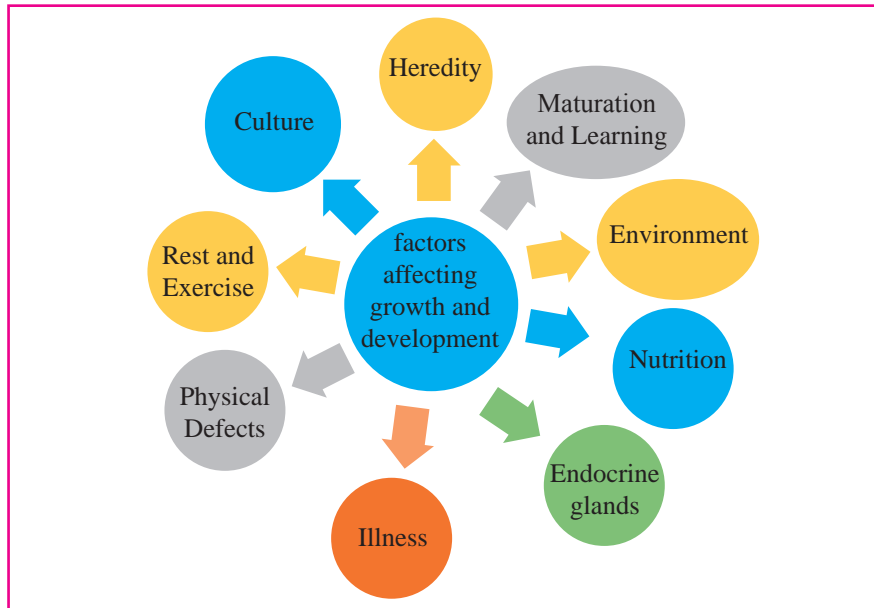 Heredity
Maturation
and Learning
Culture
Environment
factors
affecting
growth and
development
Rest and
Exercise
Nutrition
Physical
Defects
Endocrine
glands
Illness